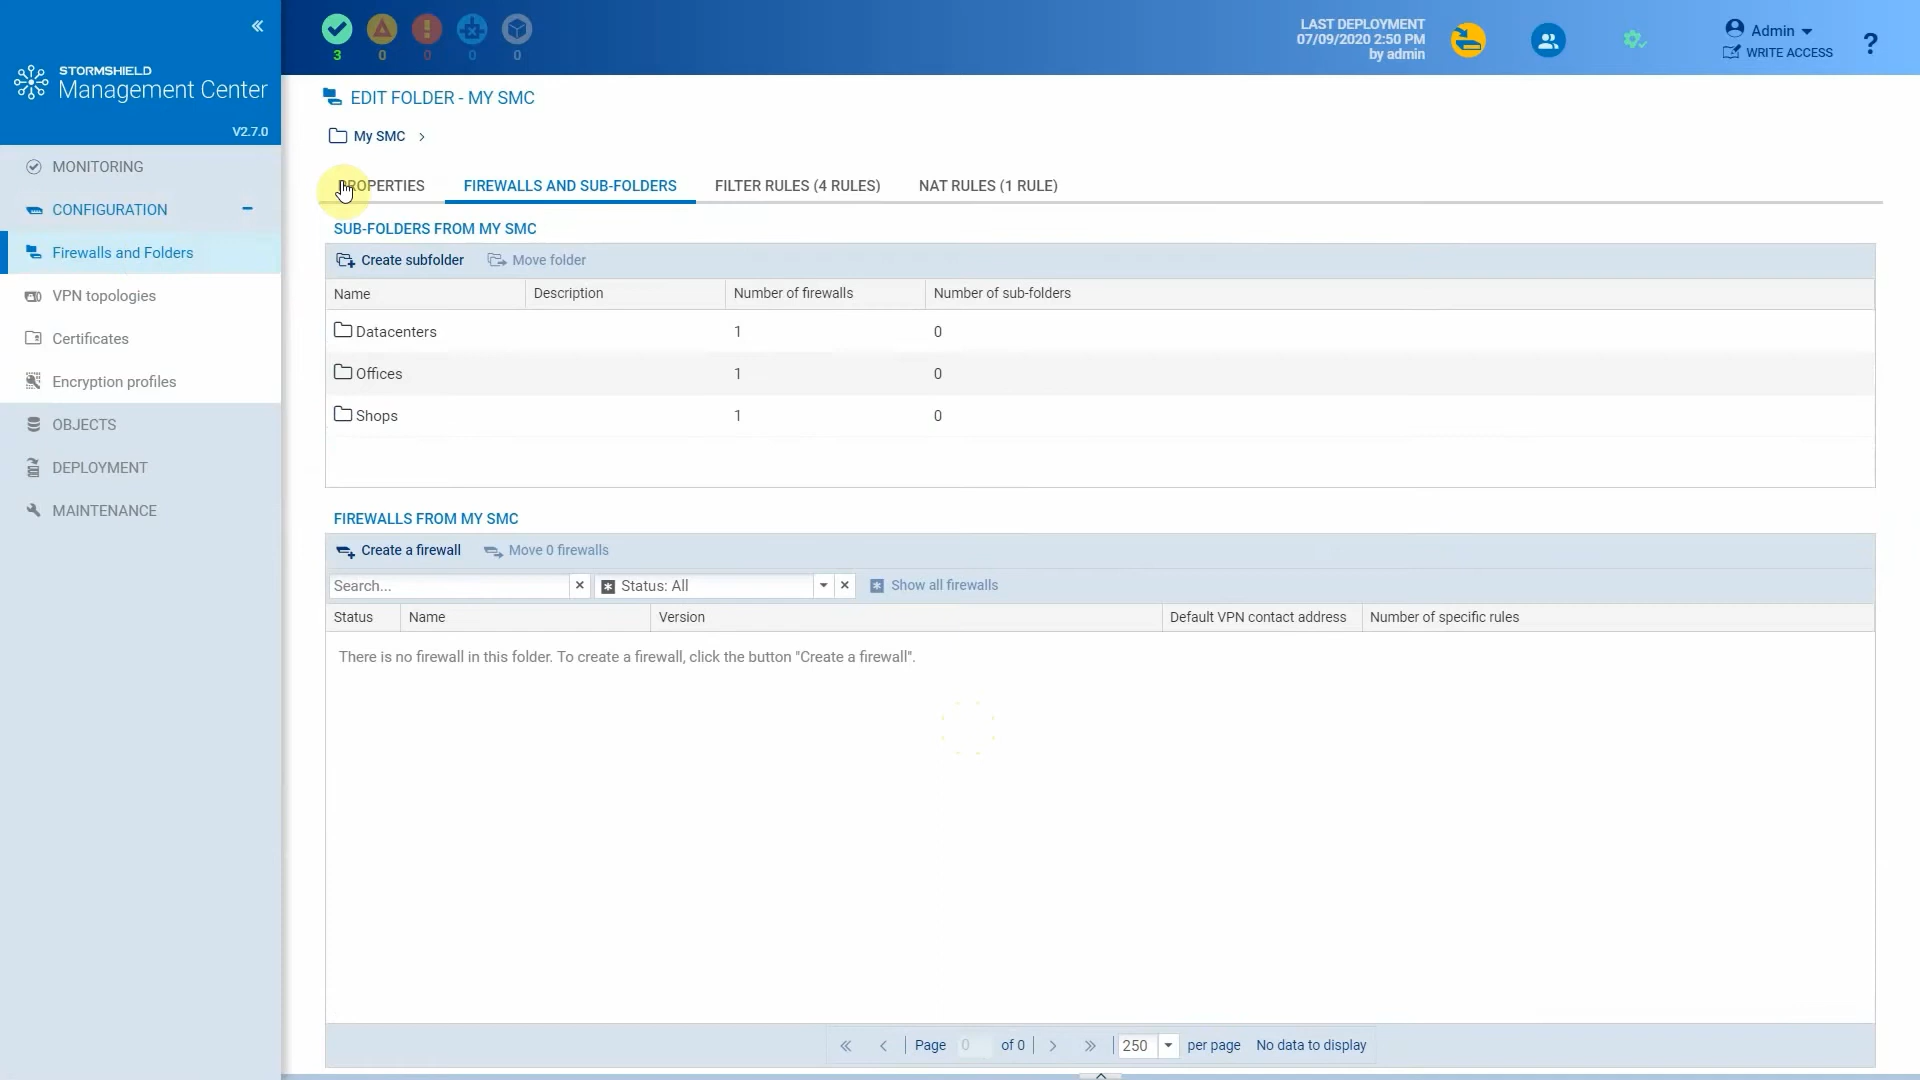 STORMSHIELD
Management Center
V2.7.0
3
0
0
0
0
LAST DEPLOYMENT
07/09/2020 2:50 PM
by admin
Admin
WRITE ACCESS
?
MONITORING
CONFIGURATION
Firewalls and Folders
VPN topologies
Certificates
Encryption profiles
OBJECTS
DEPLOYMENT
MAINTENANCE
EDIT FOLDER - MY SMC
My SMC
PROPERTIES FIREWALLS AND SUB-FOLDERS FILTER RULES (4 RULES) NAT RULES (1 RULE)
SUB-FOLDERS FROM MY SMC
Create subfolder Move folder
Name Description Number of firewalls Number of sub-folders
Datacenters 1 0
Offices 1 0
Shops 1 0
FIREWALLS FROM MY SMC
Create a firewall Move 0 firewalls
Search... Status: All Show all firewalls
Status Name Version Default VPN contact address Number of specific rules
There is no firewall in this folder. To create a firewall, click the button "Create a firewall".
Page 0 of 0 250 per page No data to display